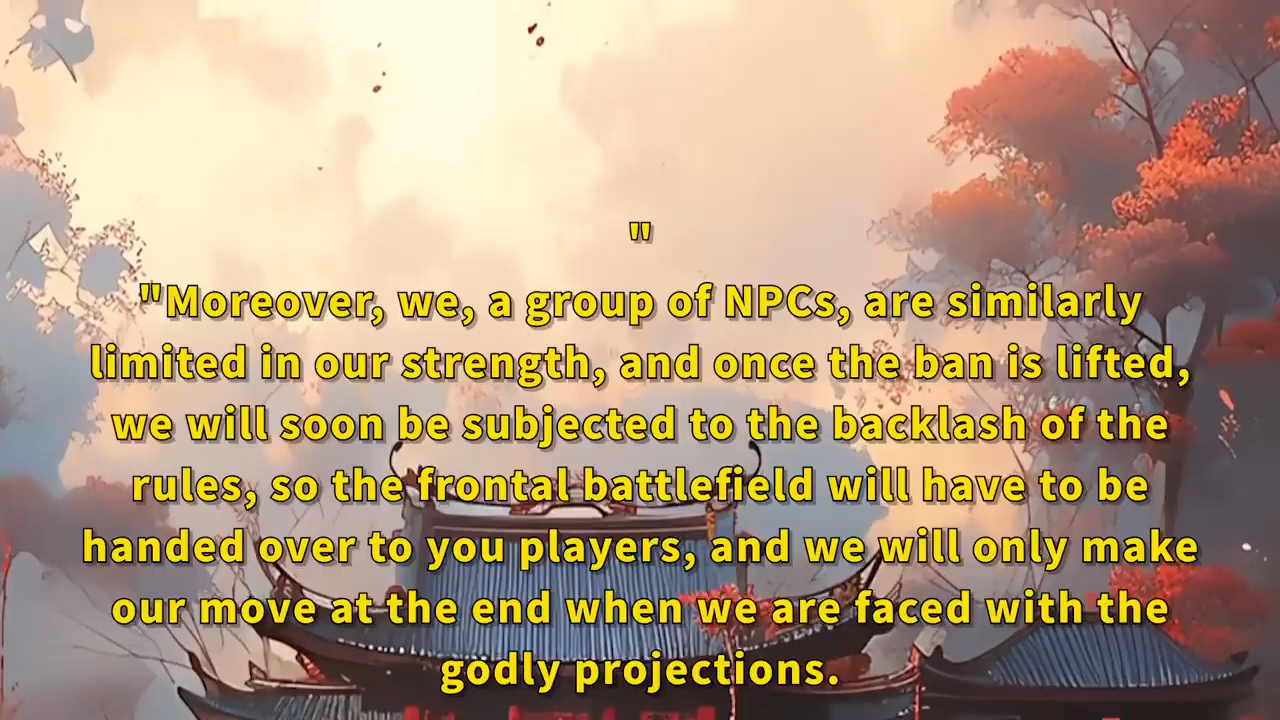 "
"Moreover, we, a group of NPCs, are similarly
limited in our strength, and once the ban is lifted,
we will soon be subjected to the backlash of the
rules, so the frontal battlefield will have to be
handed over to you players, and we will only make
our move at the end when we are faced with the
godly projections.